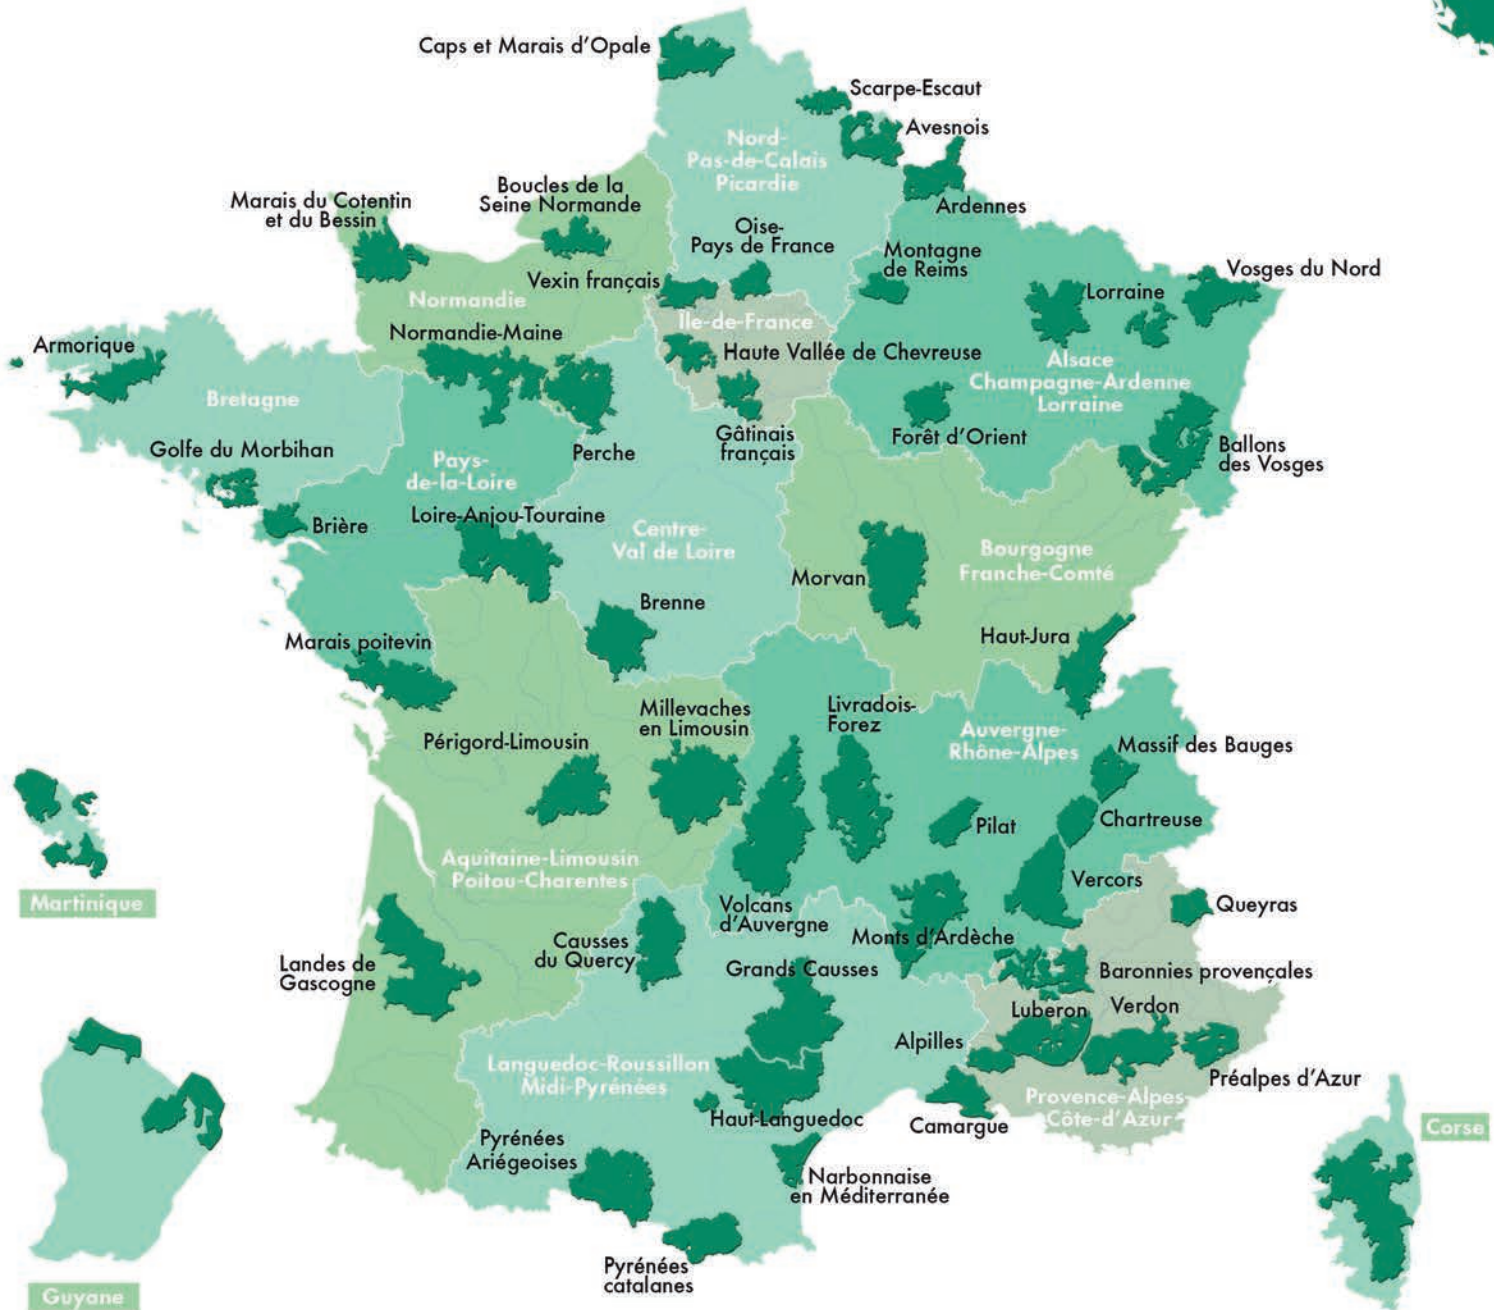 Caps et Marais d'Opale
Scarpe-Escaut
Avesnois
Nord-
Pas-de-Calais
Picardie
Ardennes
Marais du Cotentin
et du Bessin
Boucles de la
Seine Normande
Oise-
Pays de France
Montagne
de Reims
Vosges du Nord
Vexin français
Lorraine
Normandie
Île-de-France
Normandie-Maine
Armorique
Haute Vallée de Chevreuse
Alsace
Champagne-Ardenne
Lorraine
Bretagne
Golfe du Morbihan
Perche
Gâtinais
français
Forêt d'Orient
Ballons
des Vosges
Pays-
de-la-Loire
Brière
Loire-Anjou-Touraine
Centre-
Val de Loire
Bourgogne
Franche-Comté
Morvan
Brenne
Haut-Jura
Marais poitevin
Millevaches
en Limousin
Livradois-
Forez
Périgord-Limousin
Auvergne-
Rhône-Alpes
Massif des Bauges
Pilat
Chartreuse
Aquitaine-Limousin
Poitou-Charentes
Vercors
Martinique
Volcans
d'Auvergne
Queyras
Causses
du Quercy
Monts d'Ardèche
Landes de
Gascogne
Grands Causses
Baronnies provençales
Luberon
Verdon
Alpilles
Languedoc-Roussillon
Midi-Pyrénées
Préalpes d'Azur
Provence-Alpes-
Côte-d'Azur
Haut-Languedoc
Camargue
Corse
Pyrénées
Ariégeoises
Narbonnaise
en Méditerranée
Pyrénées
catalanes
Guyane